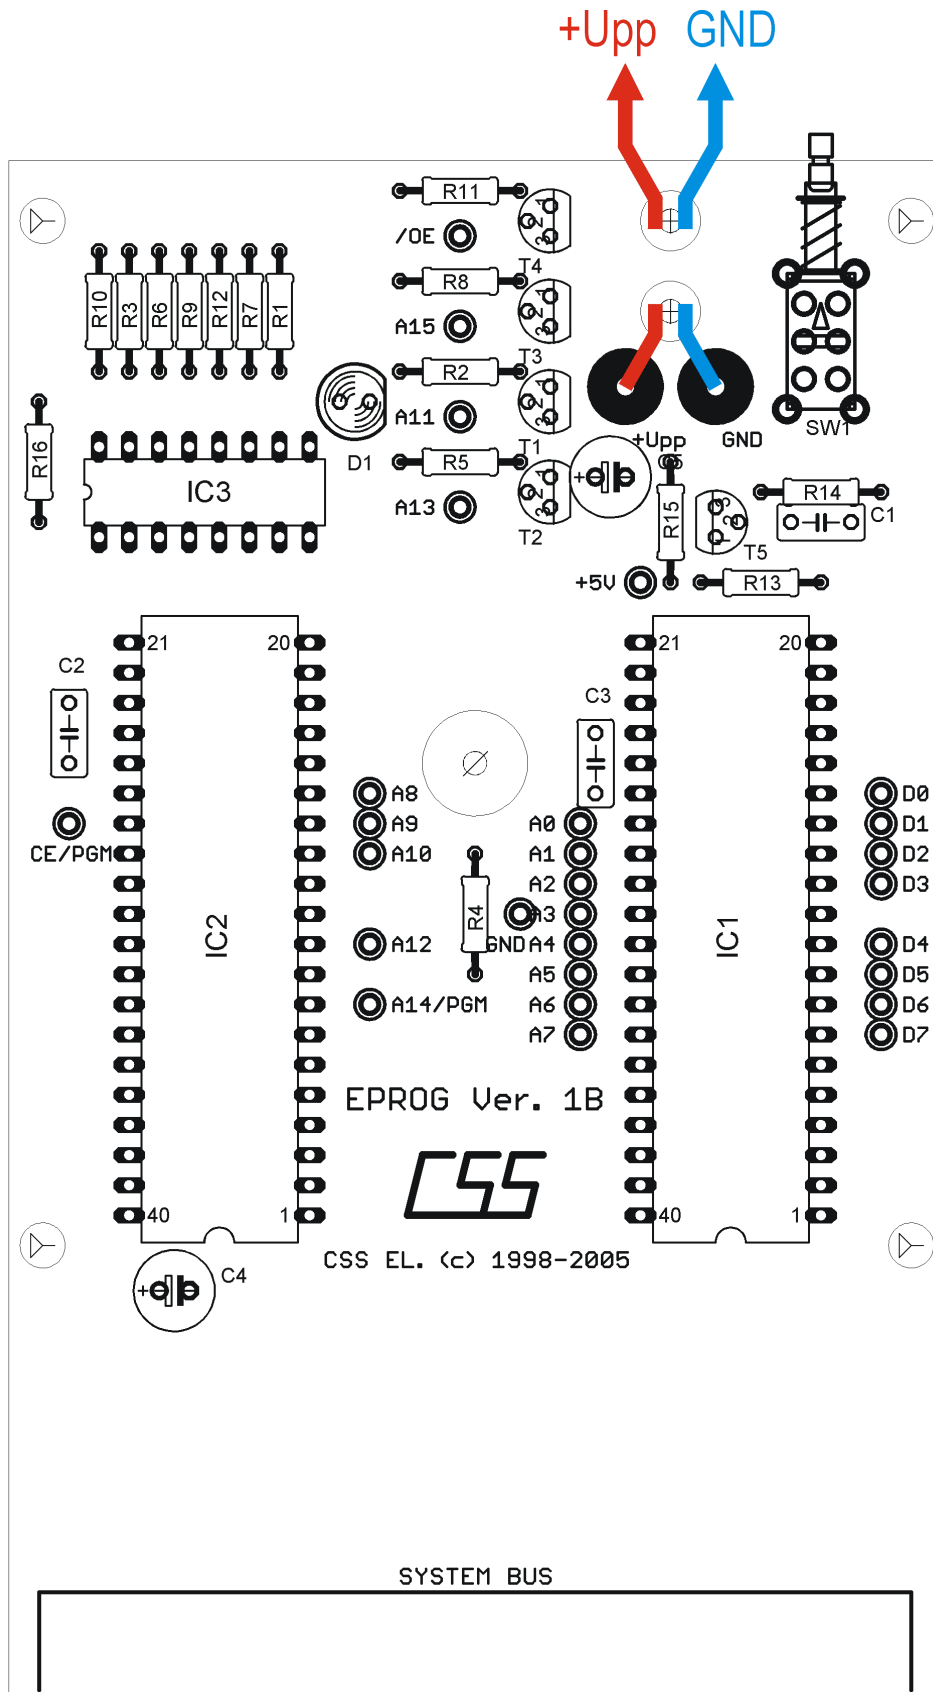 +Upp GND
R11
/OE
T4
R8
A15
T3
R2
A11
T1
R5
A13
T2
R10 R3 R6 R9 R12 R7 R1
R16
D1
IC3
+Upp GND
SW1
R15
R14
C1
T5
R13
+5V
21 20
21 20
C2
C3
CE/PGM
A8
A9
A10
A12
A14/PGM
R4
GND
A0
A1
A2
A3
A4
A5
A6
A7
IC2
IC1
D0
D1
D2
D3
D4
D5
D6
D7
EPROG Ver. 1B
CSS
40 1
40 1
CSS EL. (c) 1998-2005
C4
SYSTEM BUS